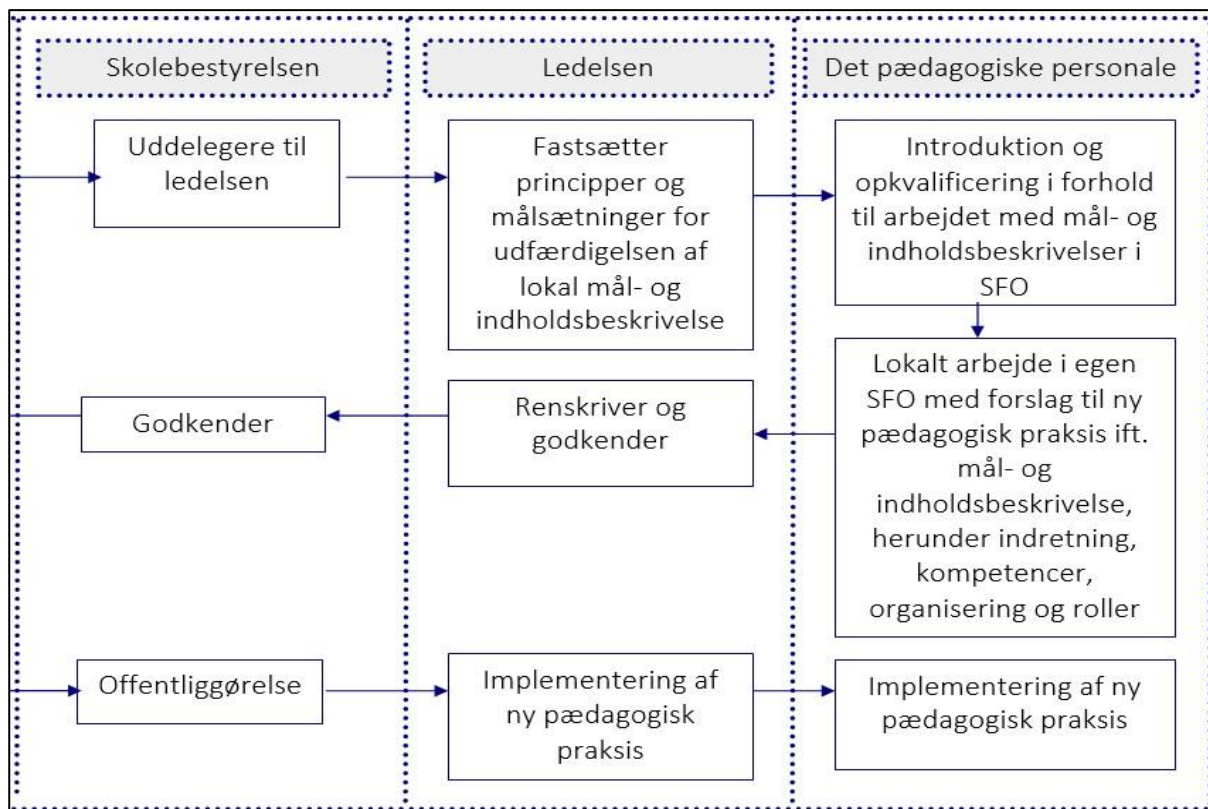 Skolebestyrelsen
Ledelsen
Det pædagogiske personale
Uddelegere til
ledelsen
Fastsætter
principper og
målsætninger for
udfærdigelsen af
lokal mål- og
indholdsbeskrivelse
Introduktion og
opkvalificering i forhold
til arbejdet med mål- og
indholdsbeskrivelser i
SFO
Lokalt arbejde i egen
SFO med forslag til ny
pædagogisk praksis ift.
mål- og
indholdsbeskrivelse,
herunder indretning,
kompetencer,
organisering og roller
Renskriver og
godkender
Godkender
Offentliggørelse
Implementering af
ny pædagogisk
praksis
Implementering af ny
pædagogisk praksis